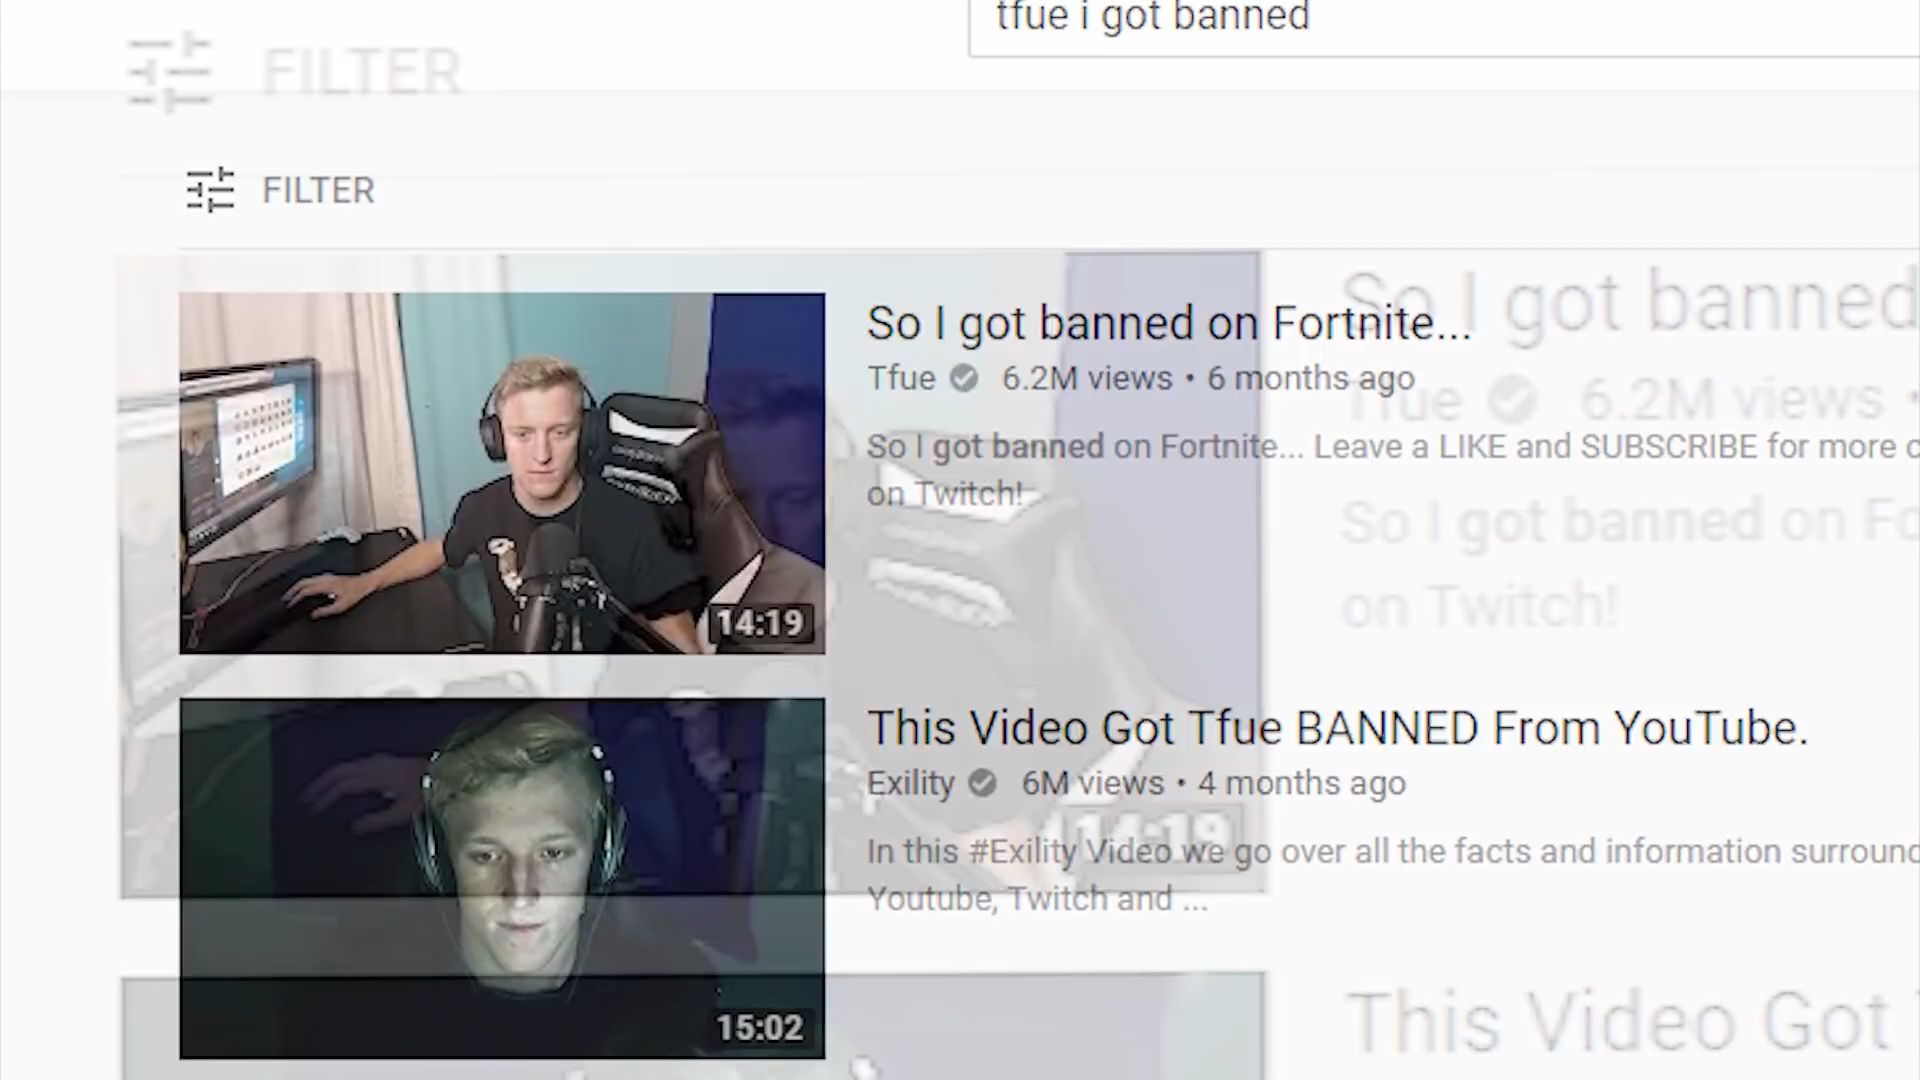 tfue i got banned
FILTER
FILTER
So I got banned on Fortnite...
Tfue 6.2M views • 6 months ago
So I got banned on Fortnite... Leave a LIKE and SUBSCRIBE for more
on Twitch!
14:19
This Video Got Tfue BANNED From YouTube.
Exility 6M views • 4 months ago
In this #Exility Video we go over all the facts and information
Youtube, Twitch and ...
15:02
So I got banned
Tfue 6.2M views •
So I got banned on
on Twitch!
14:19
This Video Got